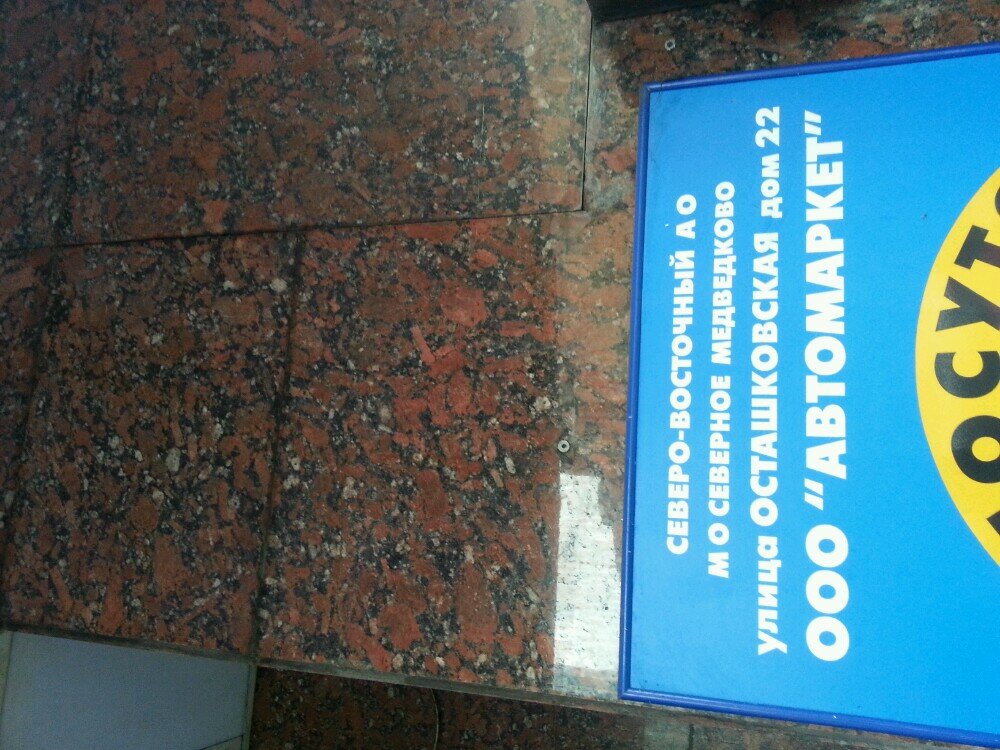 СЕВЕРО-ВОСТОЧНЫЙ А О
М О СЕВЕРНОЕ МЕДВЕДКОВО
улица ОСТАШКОВСКАЯ дом 22
ООО "АВТОМАРКЕТ"